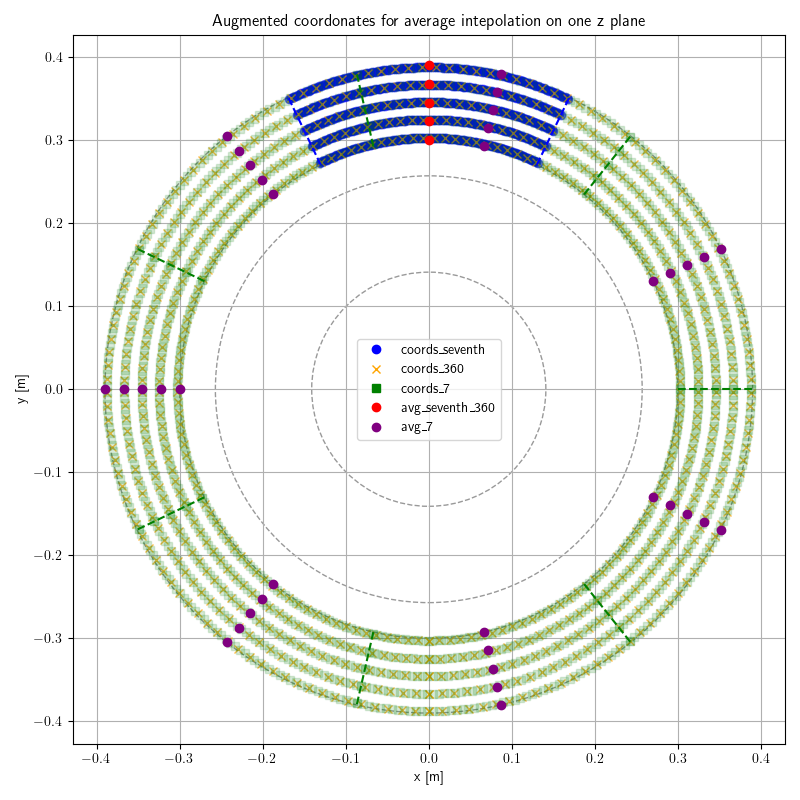 Augmented coordonates for average intepolation on one z plane
y [m]
0.4
0.3
0.2
0.1
0.0
−0.1
−0.2
−0.3
−0.4
coords_seventh
coords_360
coords_7
avg_seventh_360
avg_7
−0.4 −0.3 −0.2 −0.1 0.0 0.1 0.2 0.3 0.4
x [m]